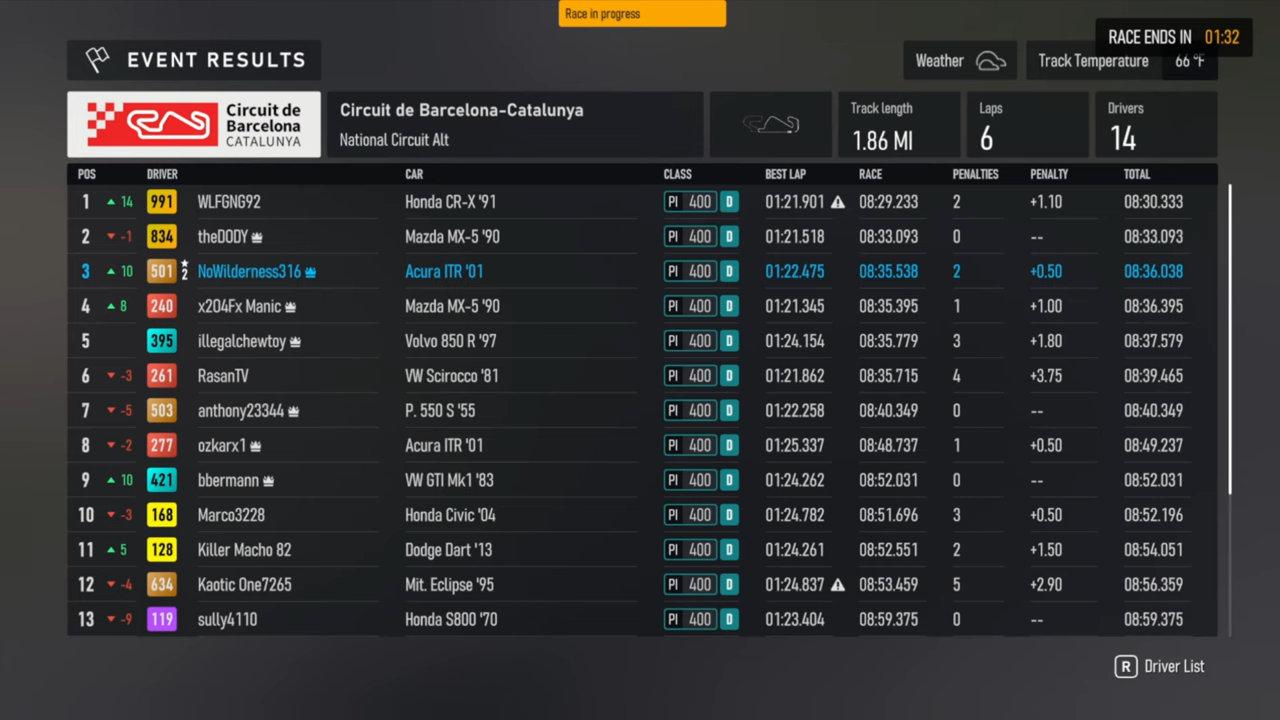 Race in progress
RACE ENDS IN 01:32
EVENT RESULTS
Weather
Track Temperature 66 °F
Circuit de Barcelona CATALUNYA
Circuit de Barcelona-Catalunya
National Circuit Alt
Track length
1.86 MI
Laps
6
Drivers
14
POS DRIVER CAR CLASS BEST LAP RACE PENALTIES PENALTY TOTAL
1 14 991 WLFGNG92 Honda CR-X '91 PI 400 D 01:21.901 08:29.233 2 +1.10 08:30.333
2 -1 834 theDODY Mazda MX-5 '90 PI 400 D 01:21.518 08:33.093 0 -- 08:33.093
3 10 501 2 NoWilderness316 Acura ITR '01 PI 400 D 01:22.475 08:35.538 2 +0.50 08:36.038
4 8 240 x204Fx Manic Mazda MX-5 '90 PI 400 D 01:21.345 08:35.395 1 +1.00 08:36.395
5 395 illegalchewtoy Volvo 850 R '97 PI 400 D 01:24.154 08:35.779 3 +1.80 08:37.579
6 -3 261 RasanTV VW Scirocco '81 PI 400 D 01:21.862 08:35.715 4 +3.75 08:39.465
7 -5 503 anthony23344 P. 550 S '55 PI 400 D 01:22.258 08:40.349 0 -- 08:40.349
8 -2 277 ozkarx1 Acura ITR '01 PI 400 D 01:25.337 08:48.737 1 +0.50 08:49.237
9 10 421 bbermann VW GTI Mk1 '83 PI 400 D 01:24.262 08:52.031 0 -- 08:52.031
10 -3 168 Marco3228 Honda Civic '04 PI 400 D 01:24.782 08:51.696 3 +0.50 08:52.196
11 5 128 Killer Macho 82 Dodge Dart '13 PI 400 D 01:24.261 08:52.551 2 +1.50 08:54.051
12 -4 634 Kaotic One7265 Mit. Eclipse '95 PI 400 D 01:24.837 08:53.459 5 +2.90 08:56.359
13 -9 119 sully4110 Honda S800 '70 PI 400 D 01:23.404 08:59.375 0 -- 08:59.375
R Driver List